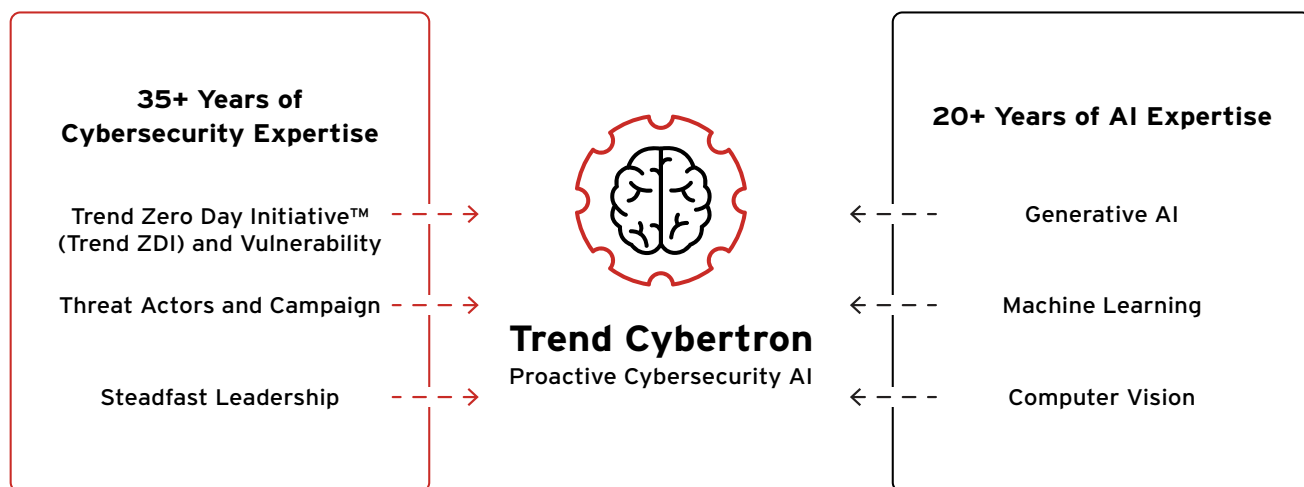 35+ Years of
Cybersecurity Expertise
Trend Zero Day Initiative™
(Trend ZDI) and Vulnerability
Threat Actors and Campaign
Steadfast Leadership
Trend Cybertron
Proactive Cybersecurity AI
20+ Years of AI Expertise
Generative AI
Machine Learning
Computer Vision